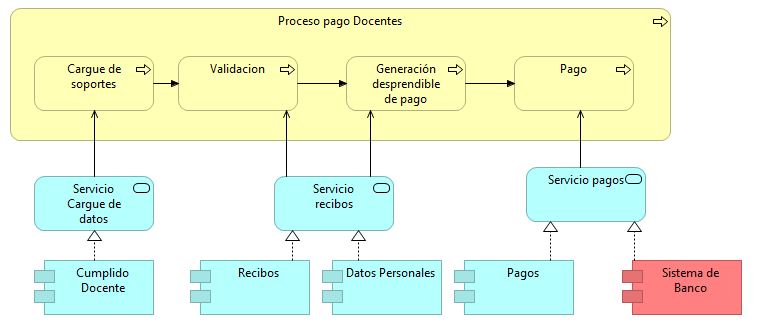 Proceso pago Docentes
Cargue de
soportes
Validacion
Generación
desprendible
de pago
Pago
Servicio
Cargue de
datos
Servicio
recibos
Servicio pagos
Cumplido
Docente
Recibos
Datos Personales
Pagos
Sistema de
Banco